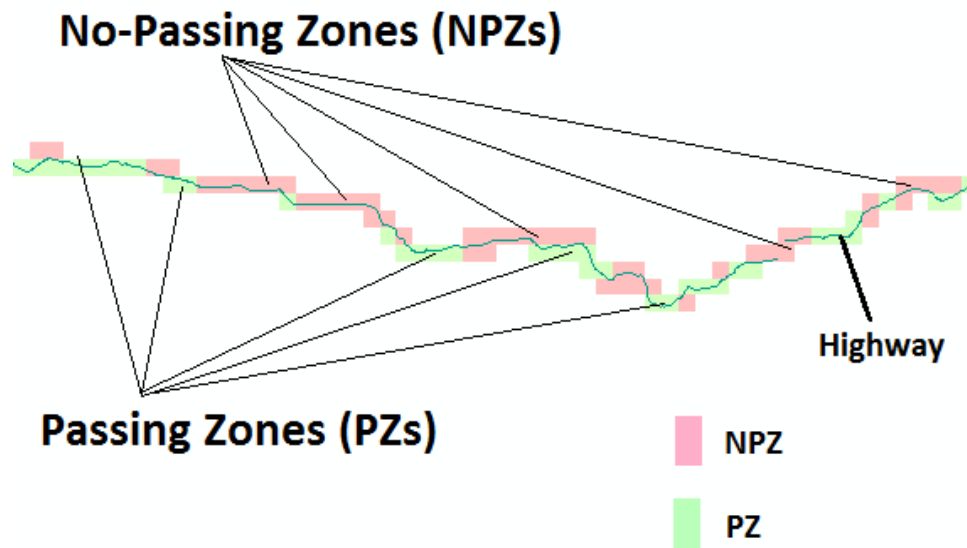 No-Passing Zones (NPZs)
Highway
Passing Zones (PZs)
NPZ
PZ